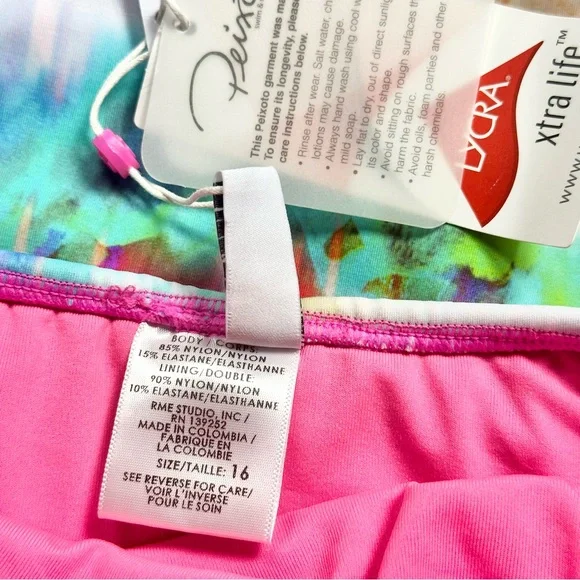 Peixoto
This Peixoto garment was ma
To ensure its longevity, please
care instructions below.
• Rinse after wear. Salt water, ch
lotions may cause damage.
• Always hand wash using cool w
mild soap.
• Lay flat to dry, out of direct sunlig
its color and shape.
• Avoid sitting on rough surfaces th
harm the fabric.
• Avoid oils, foam parties and other
harsh chemicals.
LYCRA®
xtra life™
www.
BODY / CORPS
85% NYLON/NYLON
15% ELASTANE/ELASTHANNE
LINING/DOUBLE:
90% NYLON/NYLON
10% ELASTANE/ELASTHANNE
RME STUDIO, INC /
RN 139252
MADE IN COLOMBIA/
FABRIQUE EN
LA COLOMBIE
SIZE/TAILLE: 16
SEE REVERSE FOR CARE/
VOIR L'INVERSE
POUR LE SOIN